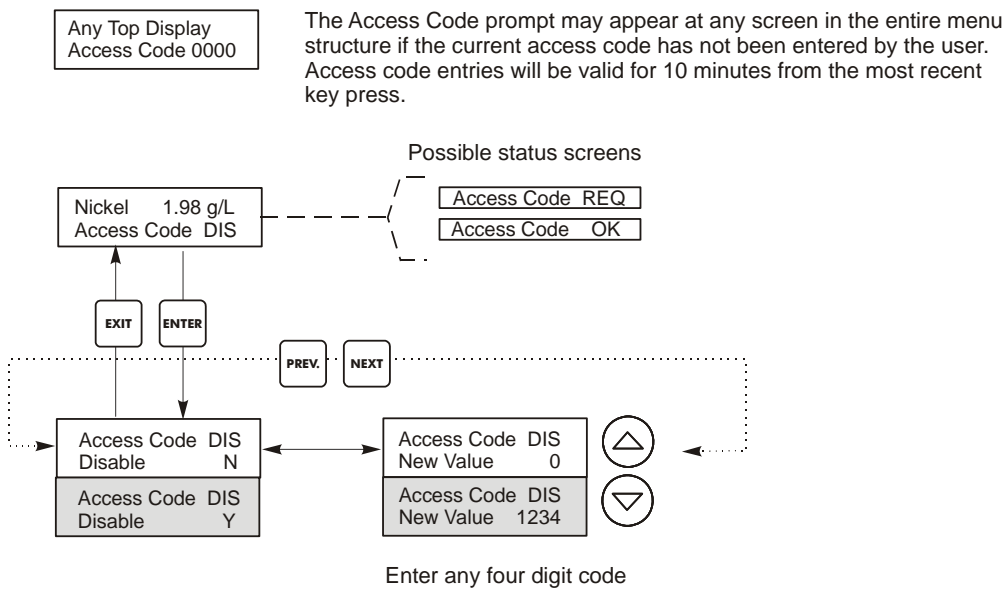 Any Top Display
Access Code 0000
The Access Code prompt may appear at any screen in the entire menu
structure if the current access code has not been entered by the user.
Access code entries will be valid for 10 minutes from the most recent
key press.
Possible status screens
Nickel 1.98 g/L
Access Code DIS
Access Code REQ
Access Code OK
EXIT
ENTER
PREV.
NEXT
Access Code DIS
Disable N
Access Code DIS
Disable Y
Access Code DIS
New Value 0
Access Code DIS
New Value 1234
Enter any four digit code